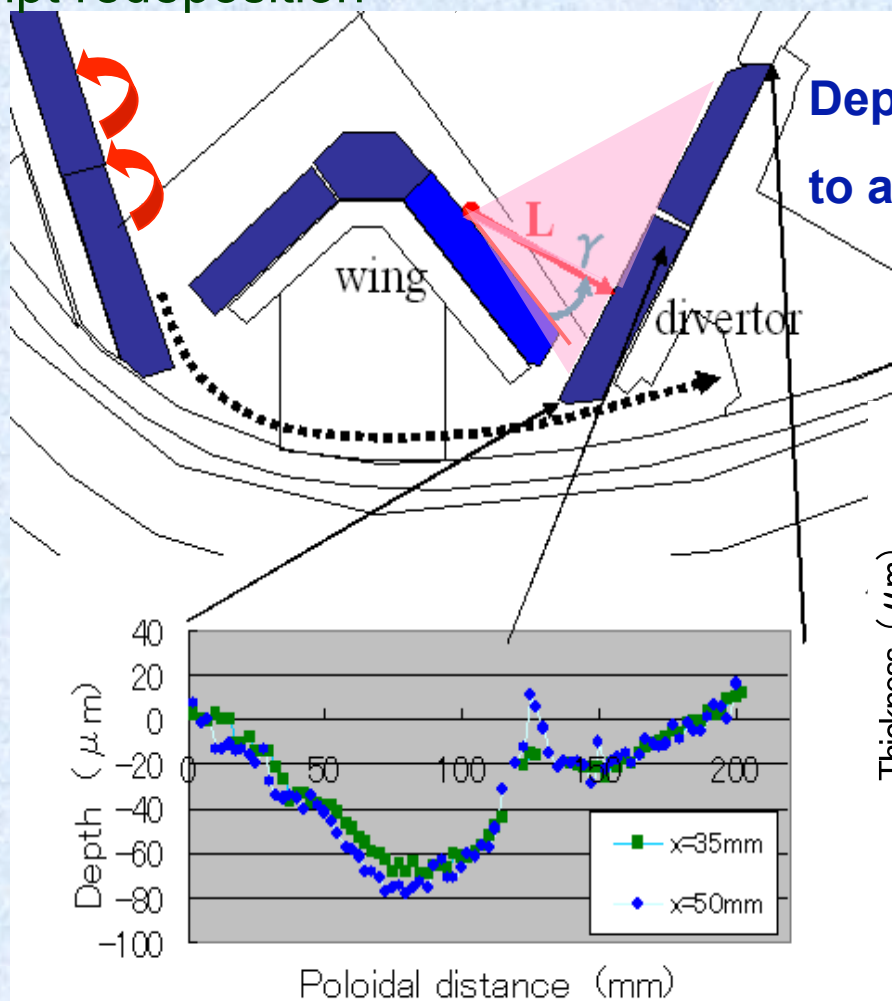 redeposition
Dep
to a
L
γ
wing
divertor
Thickness (μm)
40
20
0
-20
-40
-60
-80
-100
0
50
100
150
200
Depth (μm)
x=35mm
x=50mm
Poloidal distance (mm)